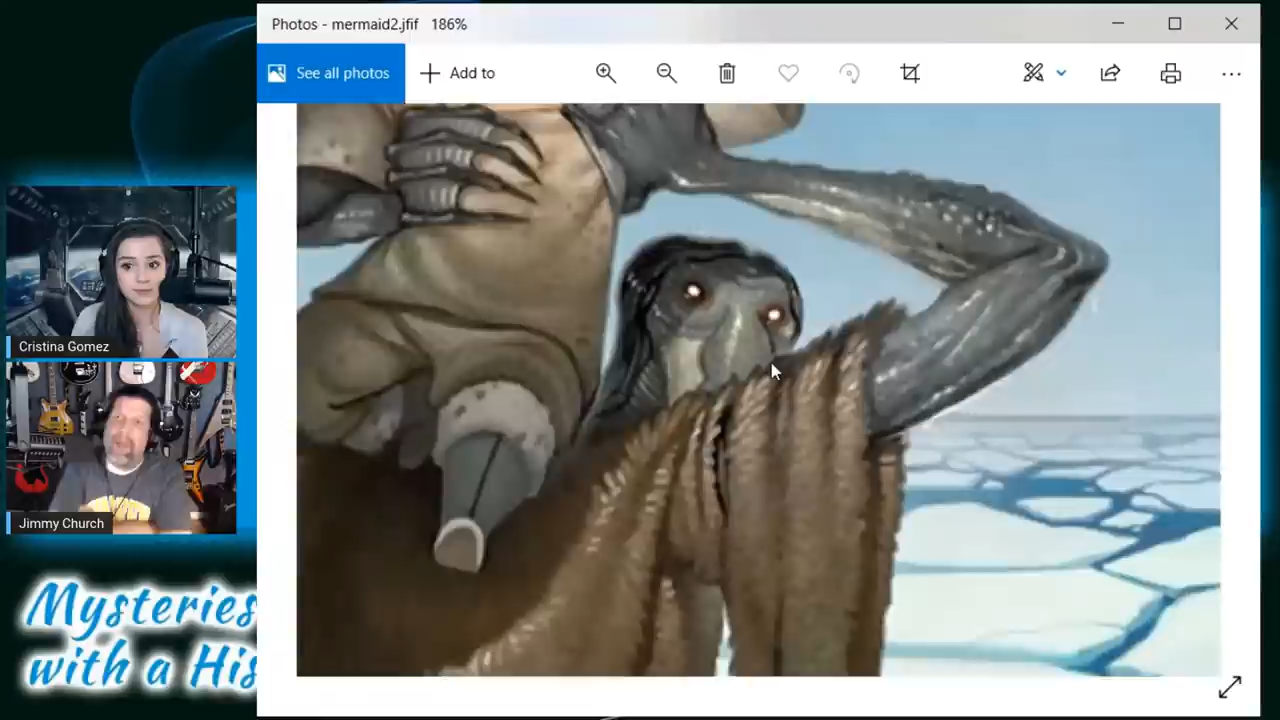 Photos - mermaid2.jfif 186%
See all photos
Add to
Cristina Gomez
Jimmy Church
Mysteries
with a His